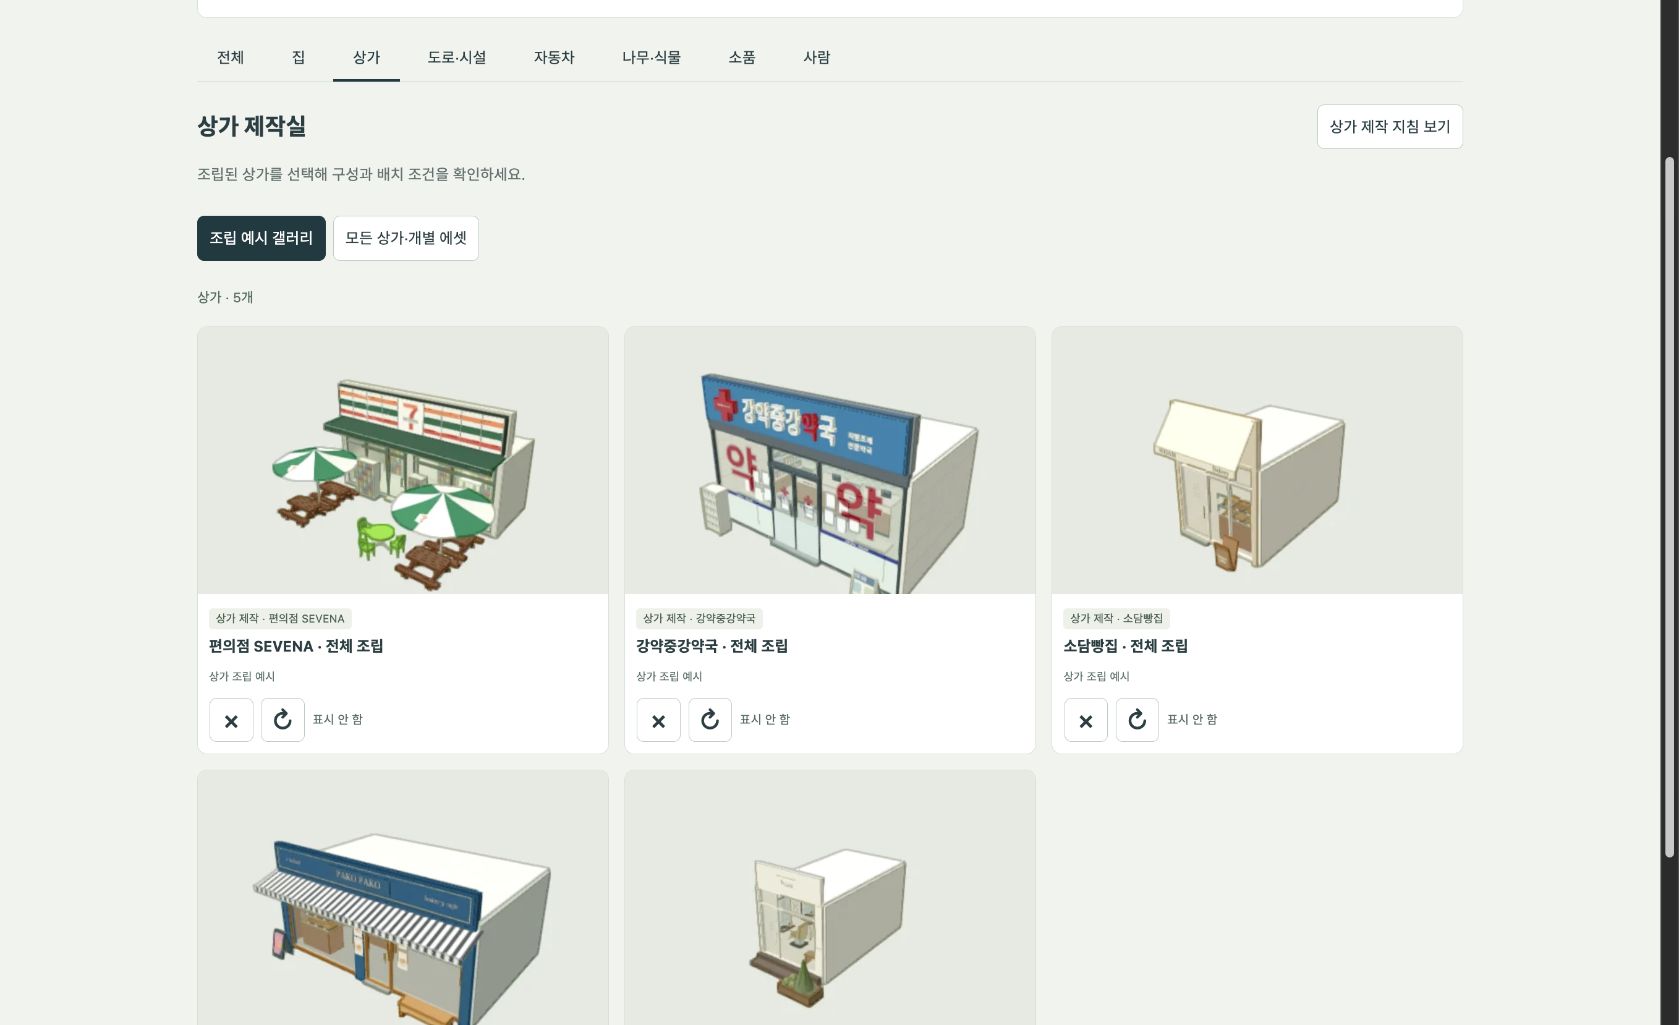 전체 집 상가 도로·시설 자동차 나무·식물 소품 사람
상가 제작실
상가 제작 지침 보기
조립된 상가를 선택해 구성과 배치 조건을 확인하세요.
조립 예시 갤러리 모든 상가·개별 에셋
상가 · 5개
7
강약중강약국
약
약
상가 제작 · 편의점 SEVENA
편의점 SEVENA · 전체 조립
상가 조립 예시
표시 안 함
상가 제작 · 강약중강약국
강약중강약국 · 전체 조립
상가 조립 예시
표시 안 함
상가 제작 · 소담빵집
소담빵집 · 전체 조립
상가 조립 예시
표시 안 함
PAKO PAKO